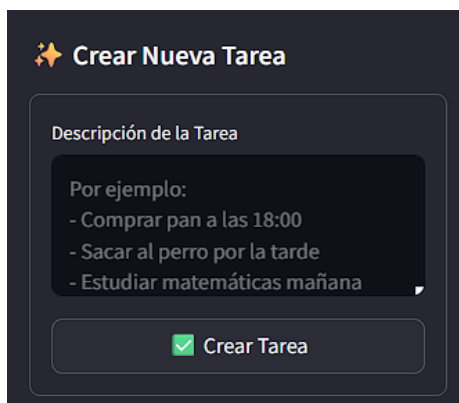 ✨ Crear Nueva Tarea
Descripción de la Tarea
Por ejemplo:
- Comprar pan a las 18:00
- Sacar al perro por la tarde
- Estudiar matemáticas mañana
✅ Crear Tarea